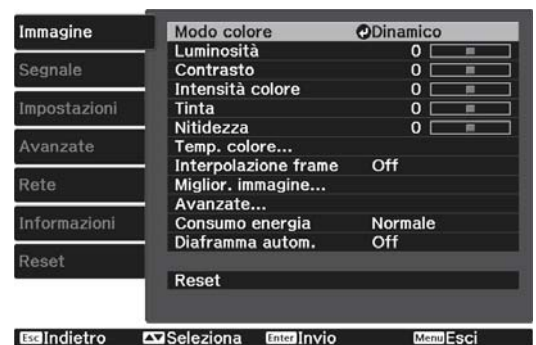 Immagine
Segnale
Impostazioni
Avanzate
Rete
Informazioni
Reset
Modo colore Dinamico
Luminosità 0
Contrasto 0
Intensità colore 0
Tinta 0
Nitidezza 0
Temp. colore...
Interpolazione frame Off
Miglior. immagine...
Avanzate...
Consumo energia Normale
Diaframma autom. Off
Reset
Esc Indietro Seleziona Enter Invio Menu Esci